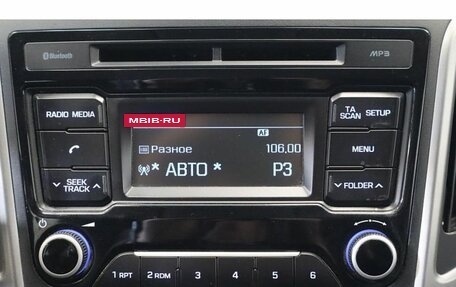 Bluetooth MP3
RADIO MEDIA
MBIB-RU
TA SCAN SETUP
AF
Разное 106,00
MENU
* АВТО * P3
SEEK TRACK
FOLDER
1 RPT 2 RDM 3 4 5 6